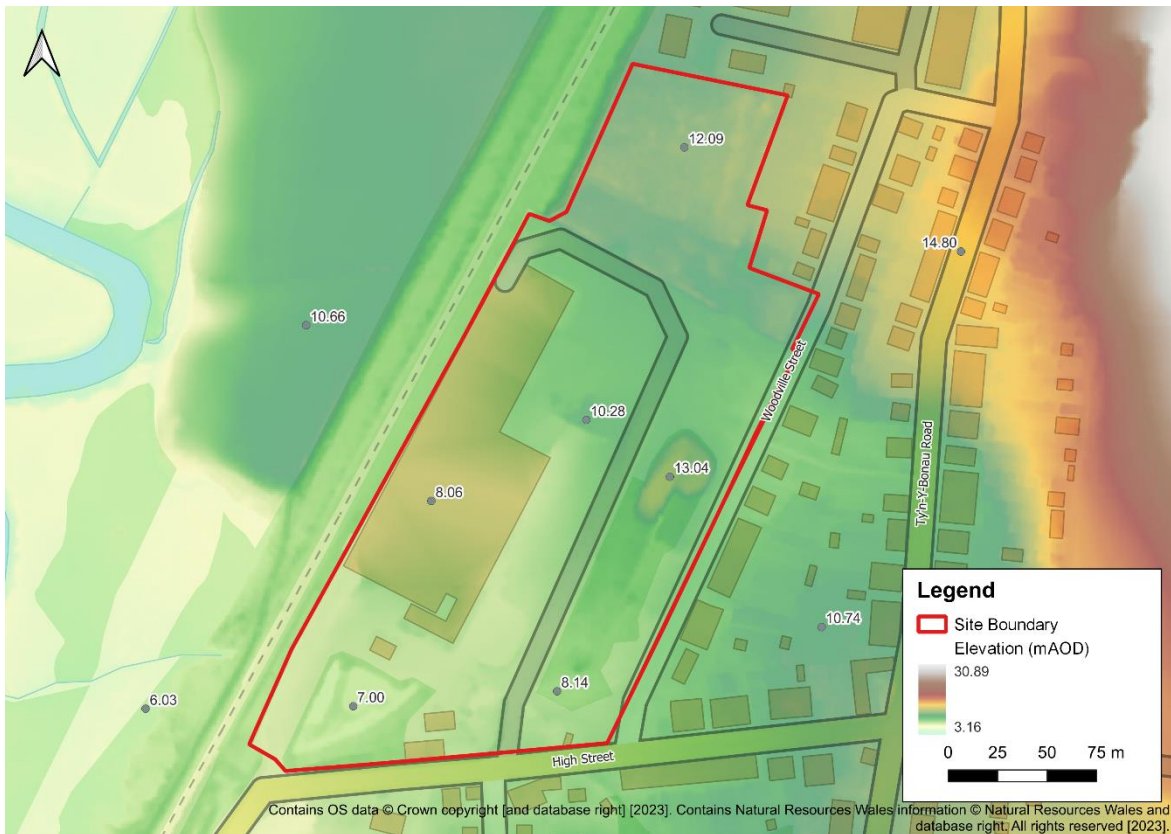 12.09
14.80
10.66
Woodville Street
10.28
13.04
Ty'n-Y-Bonau Road
8.06
10.74
8.14
7.00
6.03
High Street
Legend
Site Boundary
Elevation (mAOD)
30.89
3.16
0 25 50 75 m
Contains OS data © Crown copyright [and database right] [2023]. Contains Natural Resources Wales information © Natural Resources Wales and
database right. All rights reserved [2023].